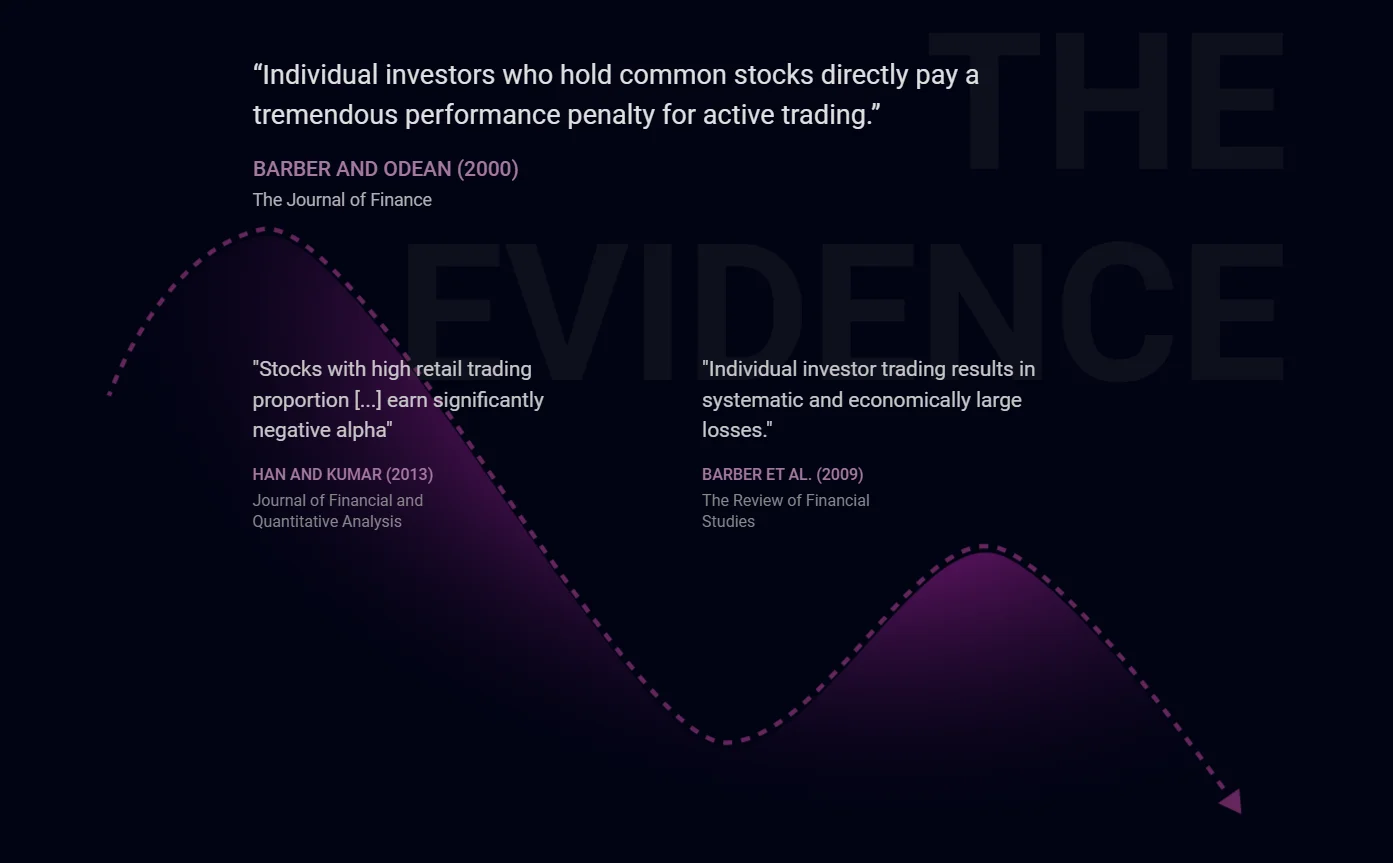 THE
EVIDENCE
“Individual investors who hold common stocks directly pay a
tremendous performance penalty for active trading.”
BARBER AND ODEAN (2000)
The Journal of Finance
"Stocks with high retail trading
proportion [...] earn significantly
negative alpha"
HAN AND KUMAR (2013)
Journal of Financial and
Quantitative Analysis
"Individual investor trading results in
systematic and economically large
losses."
BARBER ET AL. (2009)
The Review of Financial
Studies